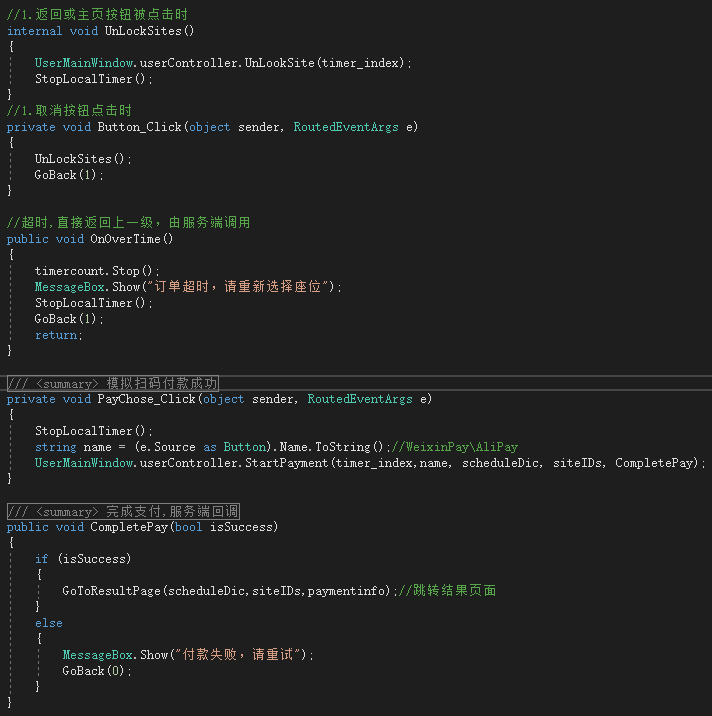 //1.返回或主页按钮被点击时
internal void UnLockSites()
{
UserMainWindow.userController.UnLookSite(timer_index);
StopLocalTimer();
}
//1.取消按钮点击时
private void Button_Click(object sender, RoutedEventArgs e)
{
UnLockSites();
GoBack(1);
}
//超时,直接返回上一级，由服务端调用
public void OnOverTime()
{
timercount.Stop();
MessageBox.Show("订单超时，请重新选择座位");
StopLocalTimer();
GoBack(1);
return;
}
/// <summary> 模拟扫码付款成功
private void PayChose_Click(object sender, RoutedEventArgs e)
{
StopLocalTimer();
string name = (e.Source as Button).Name.ToString();//WeixinPay\AliPay
UserMainWindow.userController.StartPayment(timer_index,name, scheduleDic, siteIDs, CompletePay);
}
/// <summary> 完成支付,服务端回调
public void CompletePay(bool isSuccess)
{
if (isSuccess)
{
GoToResultPage(scheduleDic,siteIDs,paymentinfo);//跳转结果页面
}
else
{
MessageBox.Show("付款失败，请重试");
GoBack(0);
}
}